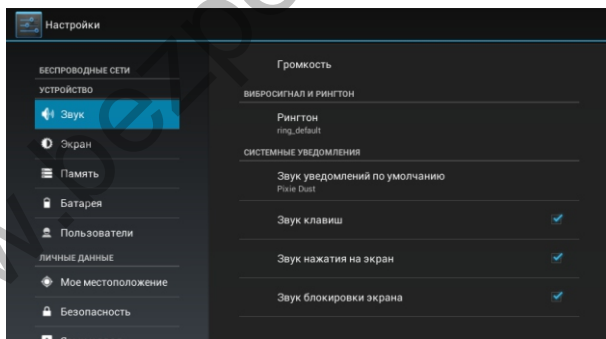 Настройки
БЕСПРОВОДНЫЕ СЕТИ
УСТРОЙСТВО
Звук
Экран
Память
Батарея
Пользователи
ЛИЧНЫЕ ДАННЫЕ
Мое местоположение
Безопасность
Громкость
ВИБРОСИГНАЛ И РИНГТОН
Рингтон
ring_default
СИСТЕМНЫЕ УВЕДОМЛЕНИЯ
Звук уведомлений по умолчанию
Pixie Dust
Звук клавиш
Звук нажатия на экран
Звук блокировки экрана